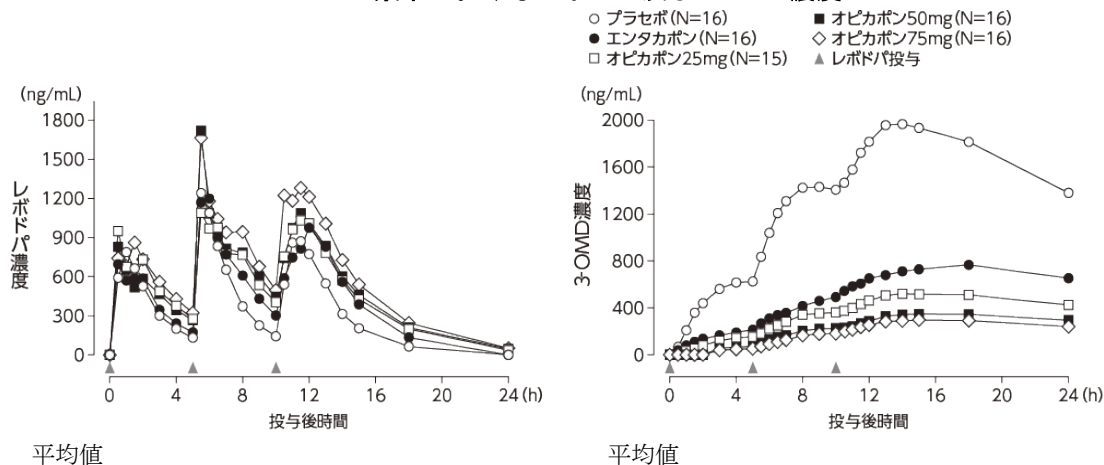 ○ プラセボ(N=16) ■ オピカポン50mg(N=16)
● エンタカポン(N=16) ◇ オピカポン75mg(N=16)
□ オピカポン25mg(N=15) ▲ レボドパ投与
(ng/mL)
1800
1500
1200
900
600
300
0
レボドパ濃度
0 4 8 12 16 20 24(h)
投与後時間
平均値
(ng/mL)
2000
1600
1200
800
400
0
3-OMD濃度
0 4 8 12 16 20 24(h)
投与後時間
平均値